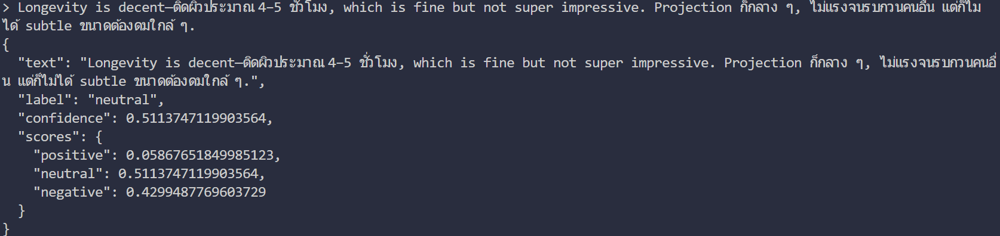 > Longevity is decent—ติดผิวประมาณ 4–5 ชั่วโมง, which is fine but not super impressive. Projection ก็กลาง ๆ, ไม่แรงจนรบกวนคนอื่น แต่ก็ไม่
ได้ subtle ขนาดต้องดมใกล้ ๆ.
{
  "text": "Longevity is decent—ติดผิวประมาณ 4–5 ชั่วโมง, which is fine but not super impressive. Projection ก็กลาง ๆ, ไม่แรงจนรบกวนคนอื่
น แต่ก็ไม่ได้ subtle ขนาดต้องดมใกล้ ๆ.",
  "label": "neutral",
  "confidence": 0.5113747119903564,
  "scores": {
    "positive": 0.05867651849985123,
    "neutral": 0.5113747119903564,
    "negative": 0.4299487769603729
  }
}